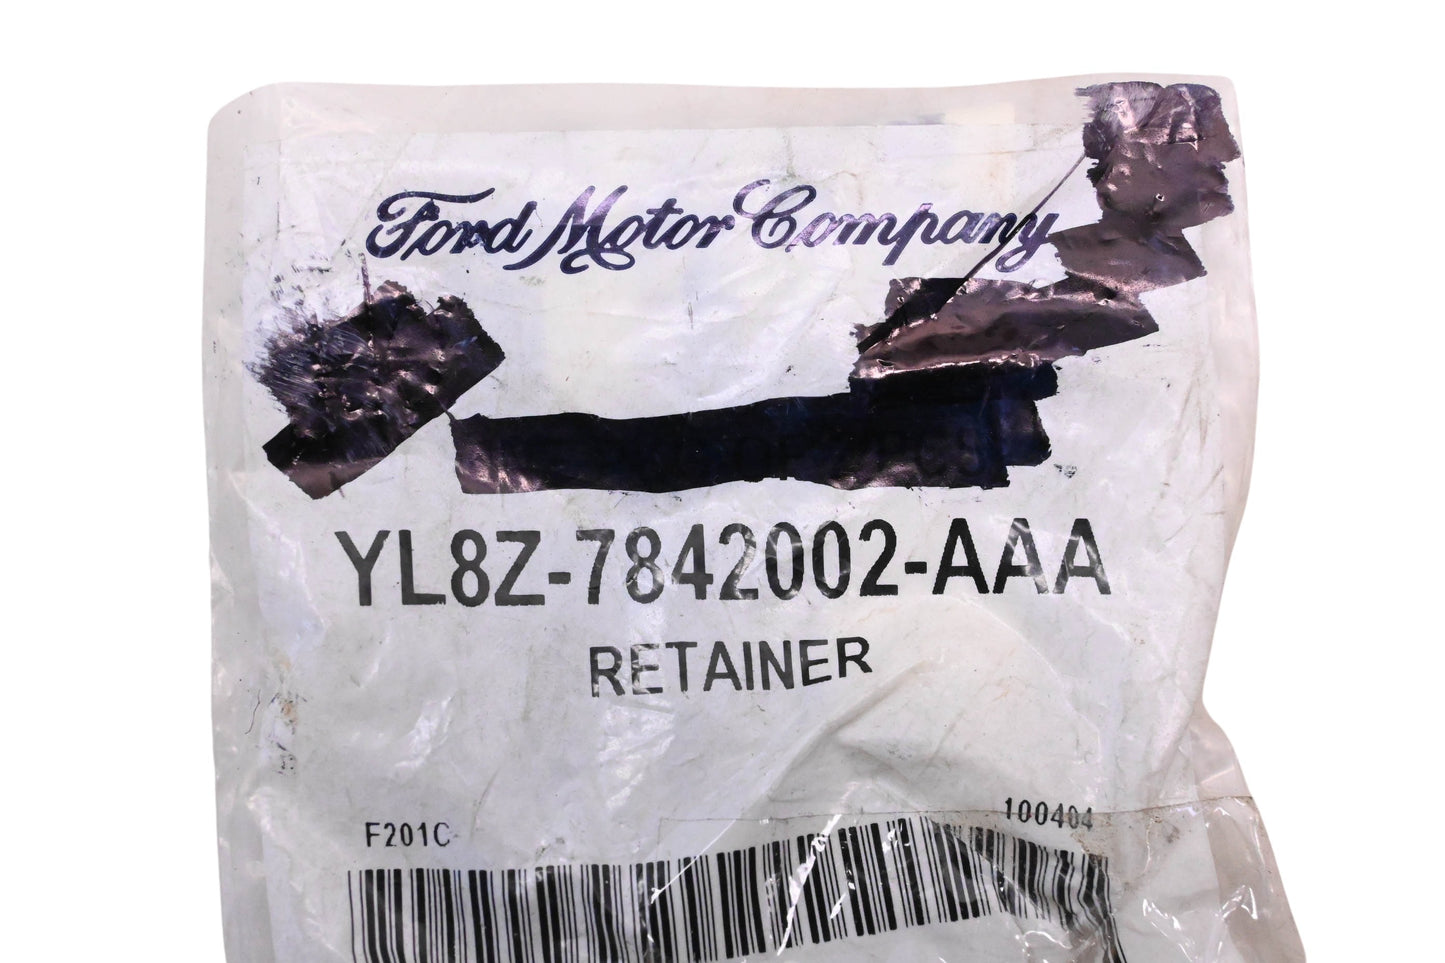 Ford Motor Company
YL8Z-7842002-AAA
RETAINER
F201C
100404